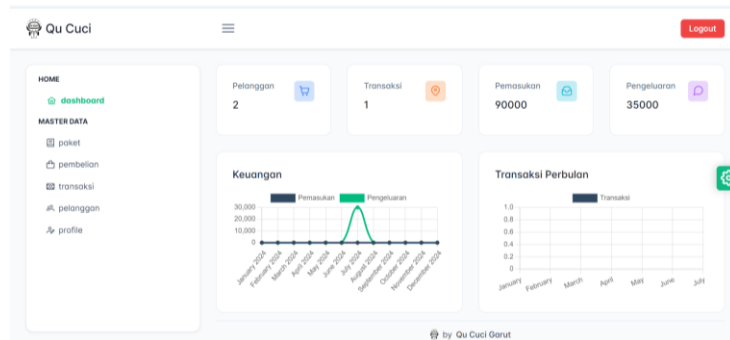 Qu Cuci
Logout
HOME
dashboard
MASTER DATA
paket
pembelian
transaksi
pelanggan
profile
Pelanggan
2
Transaksi
1
Pemasukan
90000
Pengeluaran
35000
Keuangan
Pemasukan Pengeluaran
30,000
20,000
10,000
0
January 2024 February 2024 March 2024 April 2024 May 2024 June 2024 July 2024 August 2024 September 2024 October 2024 November 2024 December 2024
Transaksi Perbulan
Transaksi
1.0
0.8
0.6
0.4
0.2
0
January February March April May June July
by Qu Cuci Garut